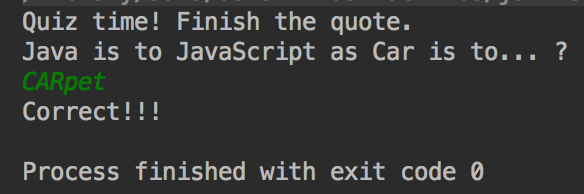 Quiz time! Finish the quote.
Java is to JavaScript as Car is to... ?
CARpet
Correct!!!
Process finished with exit code 0